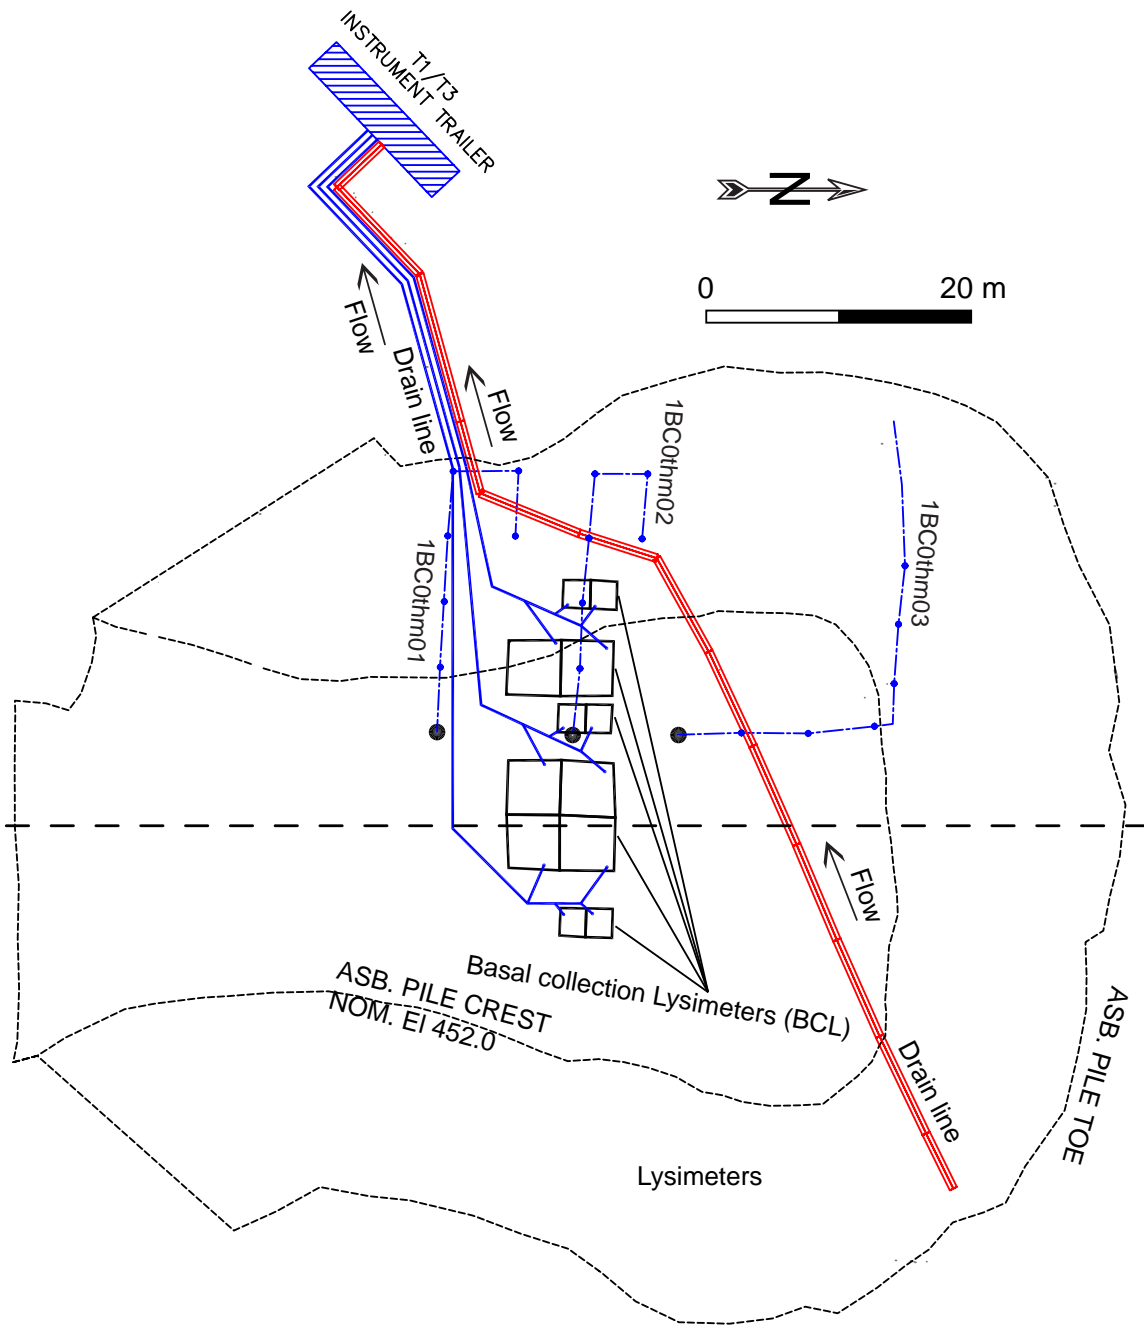 T1/T3
INSTRUMENT TRAILER
N
0 20 m
Flow
Drain line
Flow
1BC0thm02
1BC0thm03
1BC0thm01
Flow
Basal collection Lysimeters (BCL)
ASB. PILE CREST
NOM. El 452.0
Drain line
ASB. PILE TOE
Lysimeters